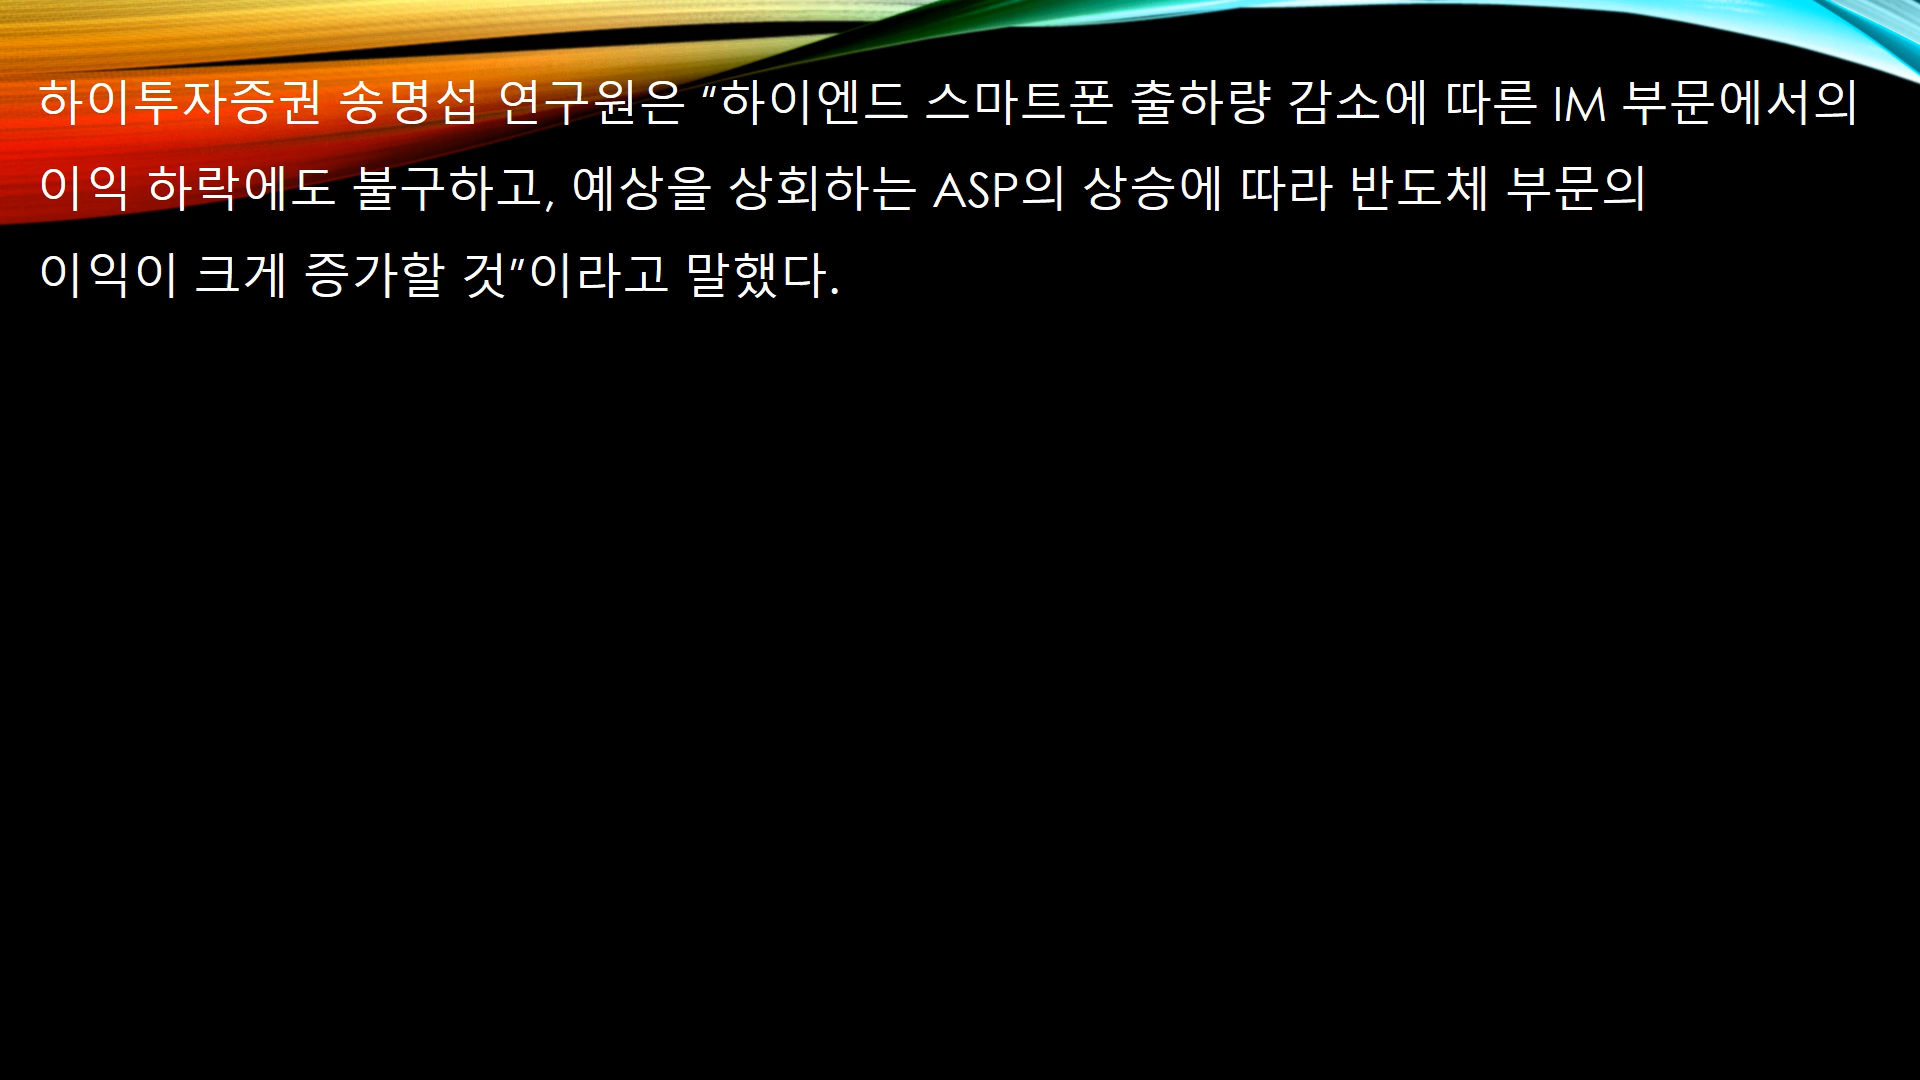 하이투자증권 송명섭 연구원은 “하이엔드 스마트폰 출하량 감소에 따른 IM 부문에서의
이익 하락에도 불구하고, 예상을 상회하는 ASP의 상승에 따라 반도체 부문의
이익이 크게 증가할 것”이라고 말했다.